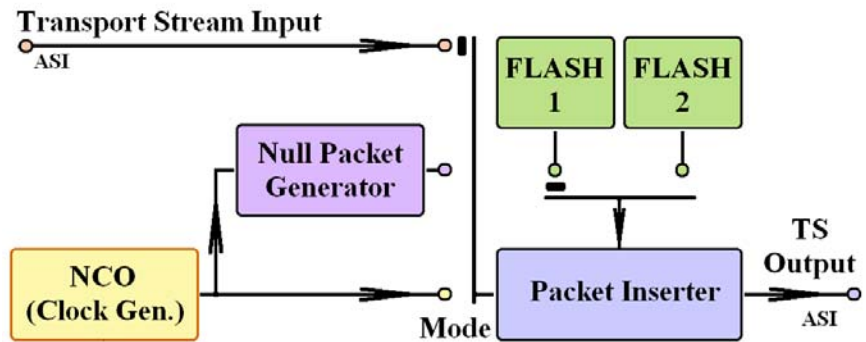 Transport Stream Input
ASI
FLASH
1
FLASH
2
Null Packet
Generator
NCO
(Clock Gen.)
Mode
Packet Inserter
TS
Output
ASI